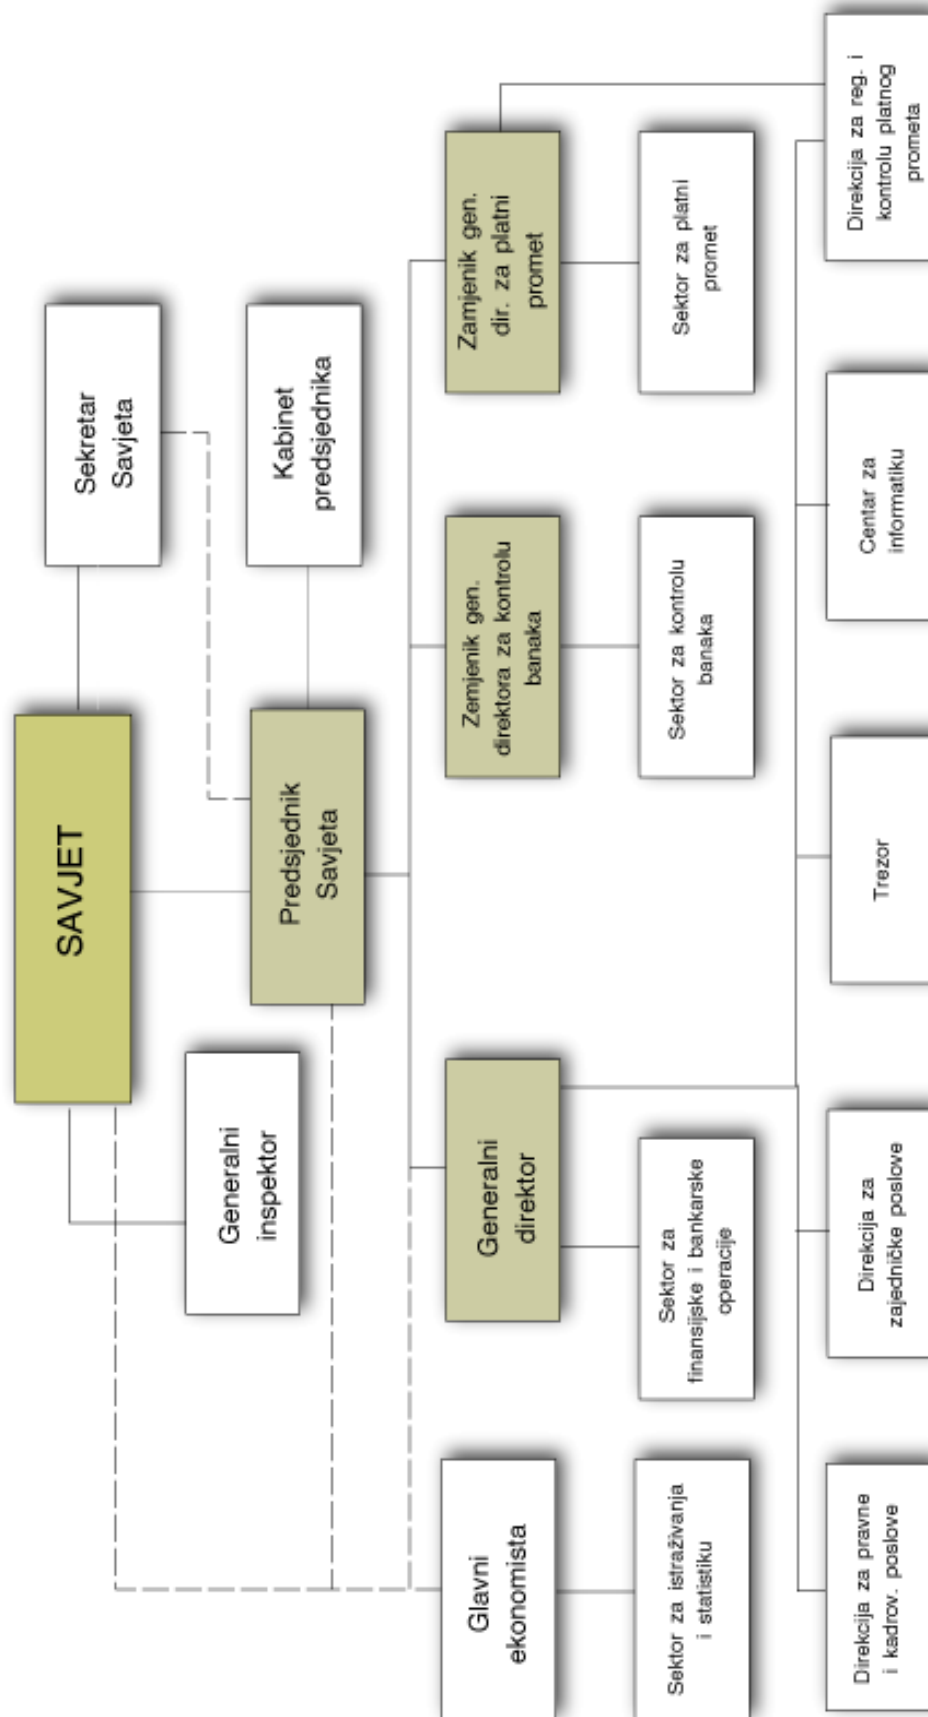 SAVJET
Sekretar
Savjeta
Generalni
inspektor
Predsjednik
Savjeta
Kabinet
predsjednika
Glavni
ekonomista
Generalni
direktor
Zemjenik gen.
direktora za kontrolu
banaka
Zamjenik gen.
dir. za platni
promet
Sektor za istraživanja
i statistiku
Sektor za
finansijske i bankarske
operacije
Sektor za kontrolu
banaka
Sektor za platni
promet
Direkcija za pravne
i kadrov. poslove
Direkcija za
zajedničke poslove
Trezor
Centar za
informatiku
Direkcija za reg. i
kontrolu platnog
prometa